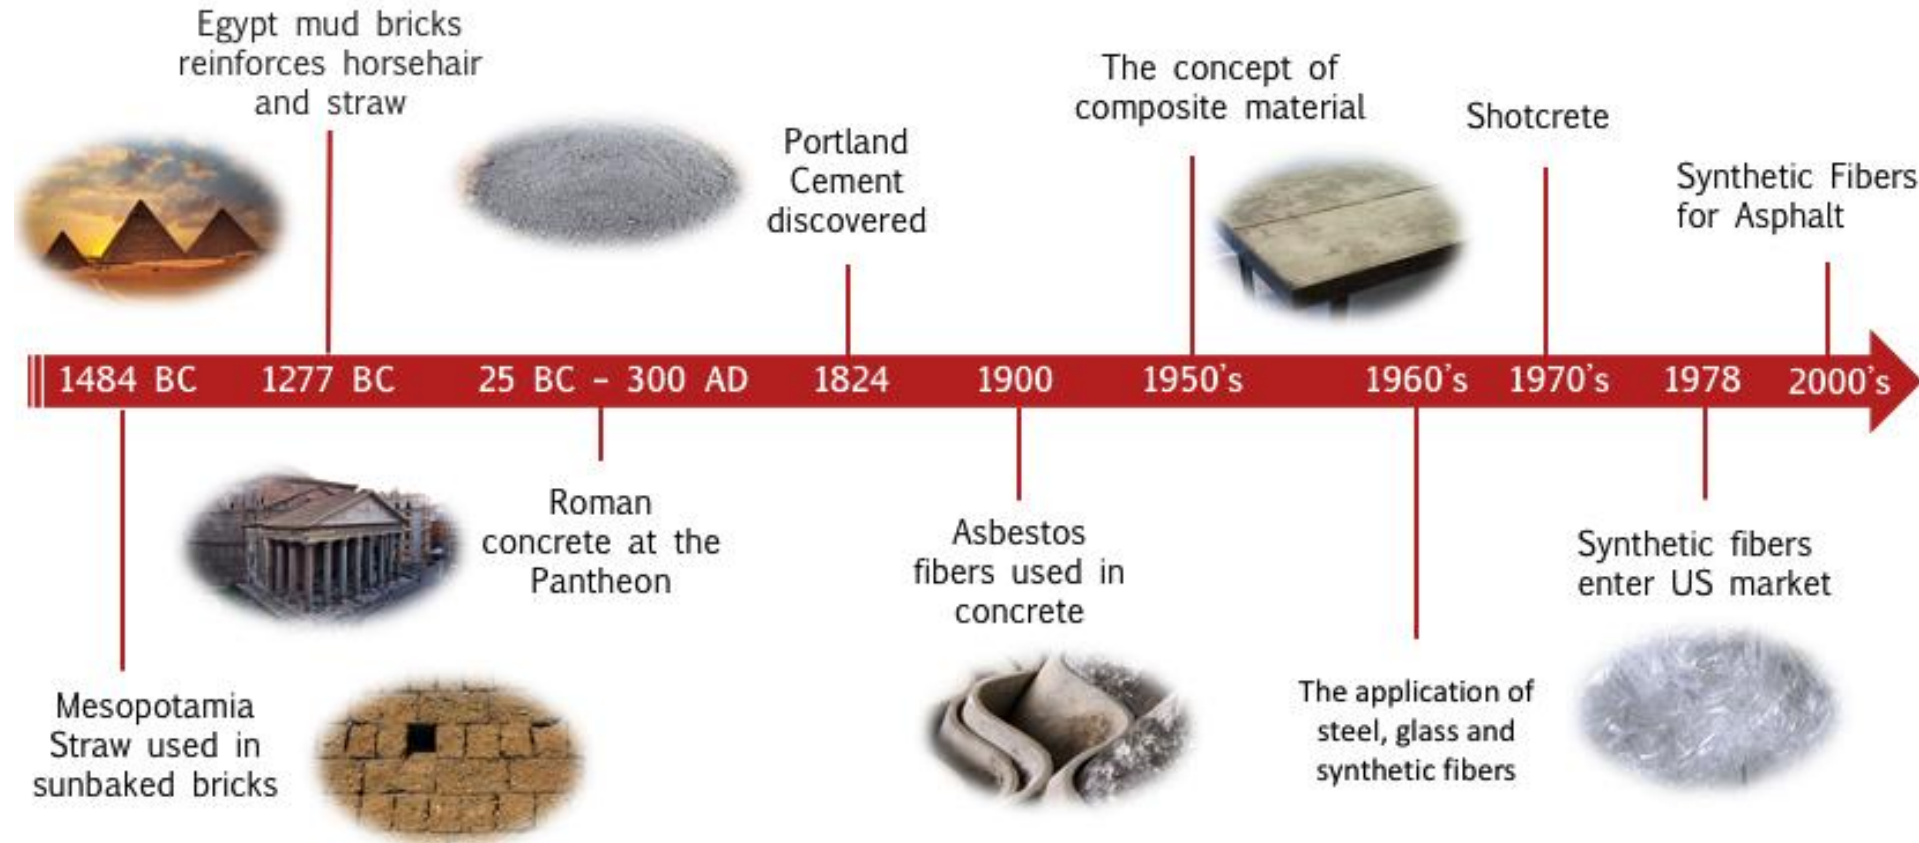 Egypt mud bricks
reinforces horsehair
and straw
The concept of
composite material
Shotcrete
Portland
Cement
discovered
Synthetic Fibers
for Asphalt
1484 BC
1277 BC
25 BC – 300 AD
1824
1900
1950's
1960's
1970's
1978
2000's
Roman
concrete at the
Pantheon
Asbestos
fibers used in
concrete
Synthetic fibers
enter US market
Mesopotamia
Straw used in
sunbaked bricks
The application of
steel, glass and
synthetic fibers